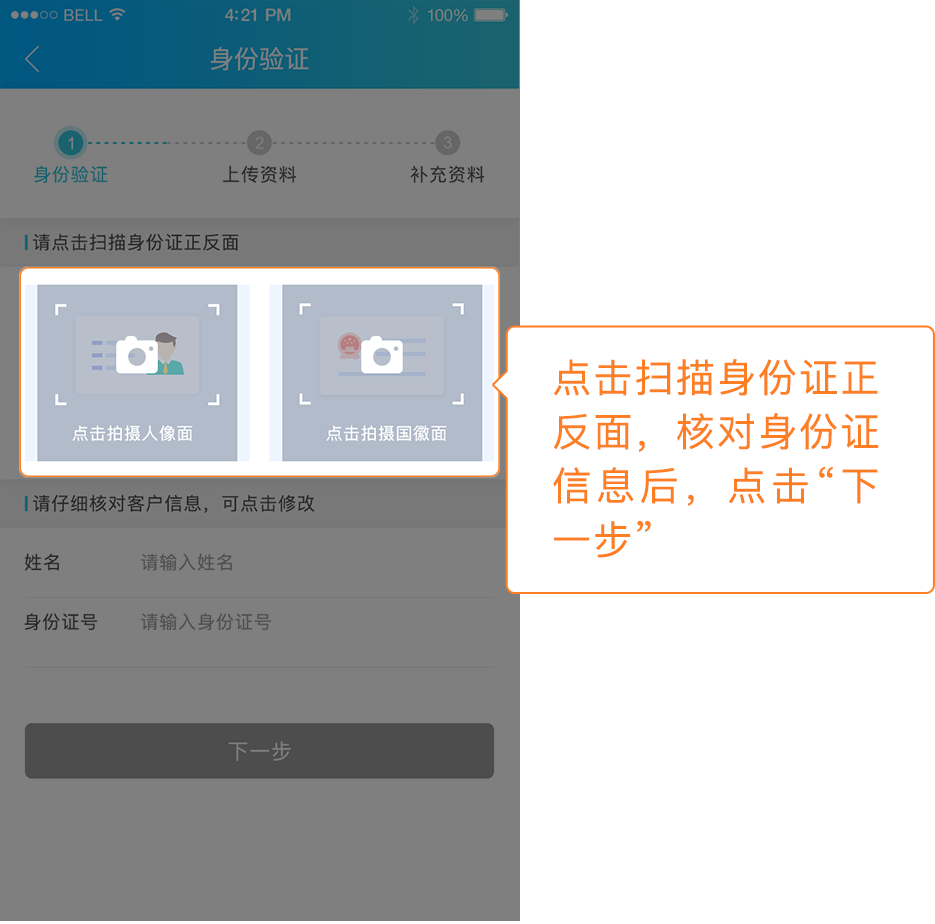 BELL 4:21 PM 100%
身份验证
1 2 3
身份验证 上传资料 补充资料
请点击扫描身份证正反面
点击拍摄人像面 点击拍摄国徽面
点击扫描身份证正
反面，核对身份证
信息后，点击“下
一步”
请仔细核对客户信息，可点击修改
姓名 请输入姓名
身份证号 请输入身份证号
下一步